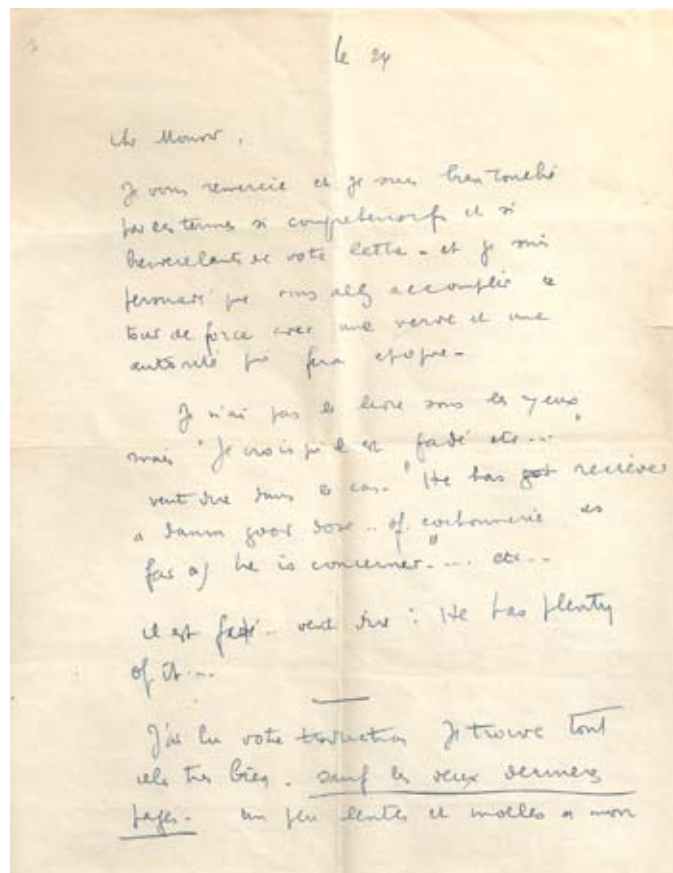 le 24
Cher Monsieur,
Je vous remercie et je suis bien touché
par les termes si compréhensifs et si
bienveillants de votre lettre - et je suis
persuadé que vous allez accomplir ce
tour de force avec une verve et une
autorité qui fera époque -
Je n'ai pas le livre sous les yeux
mais "Je crois qu'il est fadé etc..."
veut dire dans ce cas. "He has got received
a damn good dose.. of cochonnerie as
far as he is concerned"... etc..
il est fadé.. veut dire : He has plenty
of it...
J'ai lu votre traduction Je trouve tout
cela très bien. sauf les deux dernières
pages - un peu lentes et molles à mon